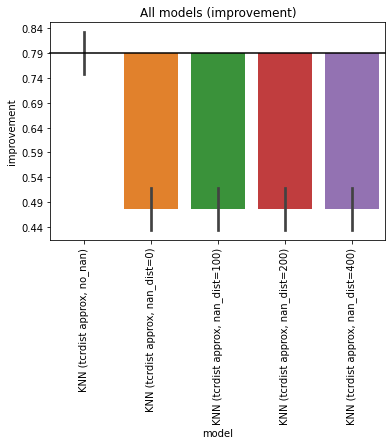 All models (improvement)
0.84
0.79
0.74
0.69
0.64
0.59
0.54
0.49
0.44
improvement
KNN (tcrdist approx, no_nan)
KNN (tcrdist approx, nan_dist=0)
KNN (tcrdist approx, nan_dist=100)
KNN (tcrdist approx, nan_dist=200)
KNN (tcrdist approx, nan_dist=400)
model